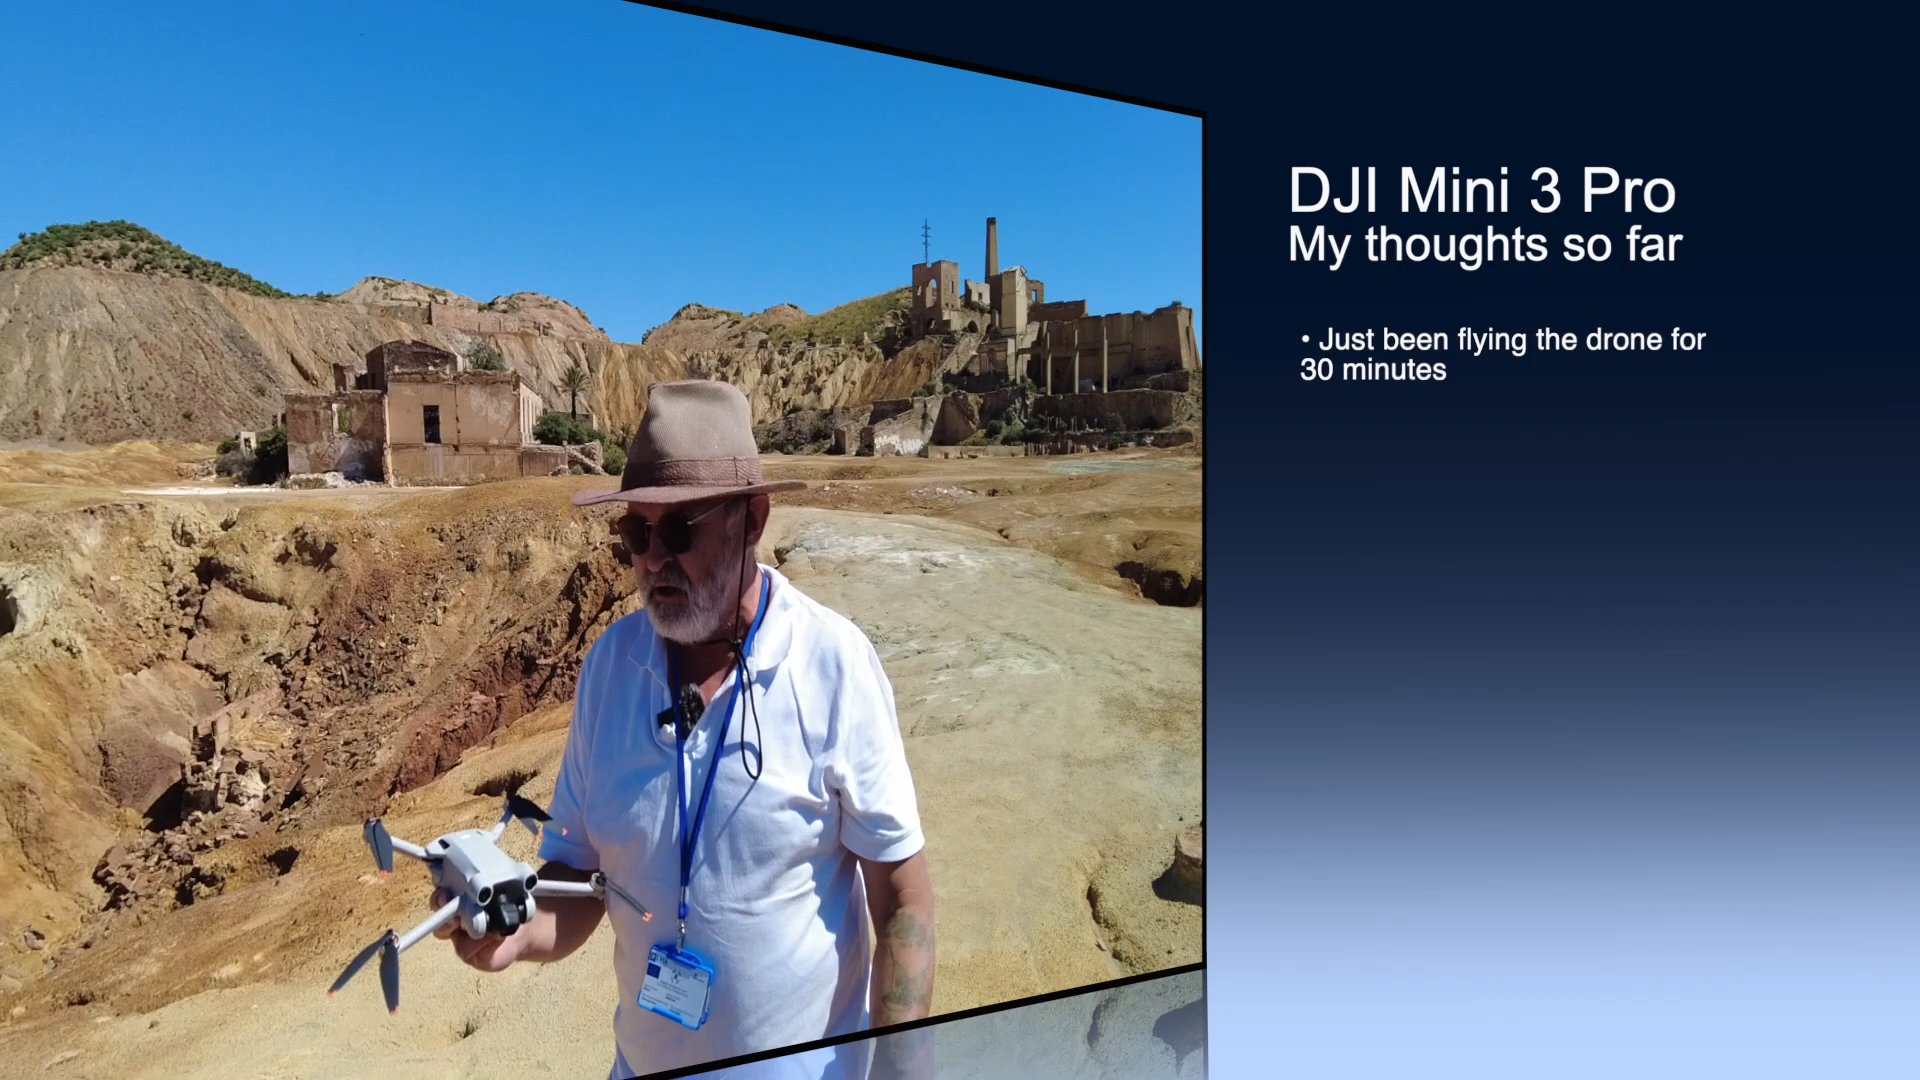 DJI Mini 3 Pro
My thoughts so far
• Just been flying the drone for
30 minutes